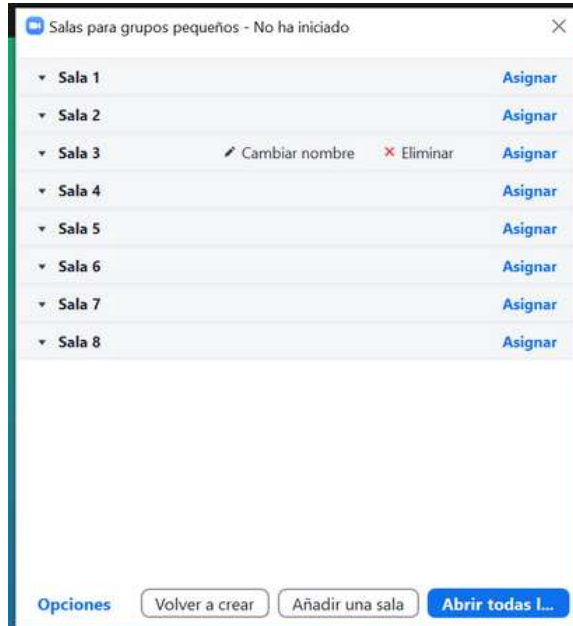 Salas para grupos pequeños - No ha iniciado
Sala 1 Asignar
Sala 2 Asignar
Sala 3 Cambiar nombre Eliminar Asignar
Sala 4 Asignar
Sala 5 Asignar
Sala 6 Asignar
Sala 7 Asignar
Sala 8 Asignar
Opciones Volver a crear Añadir una sala Abrir todas l...